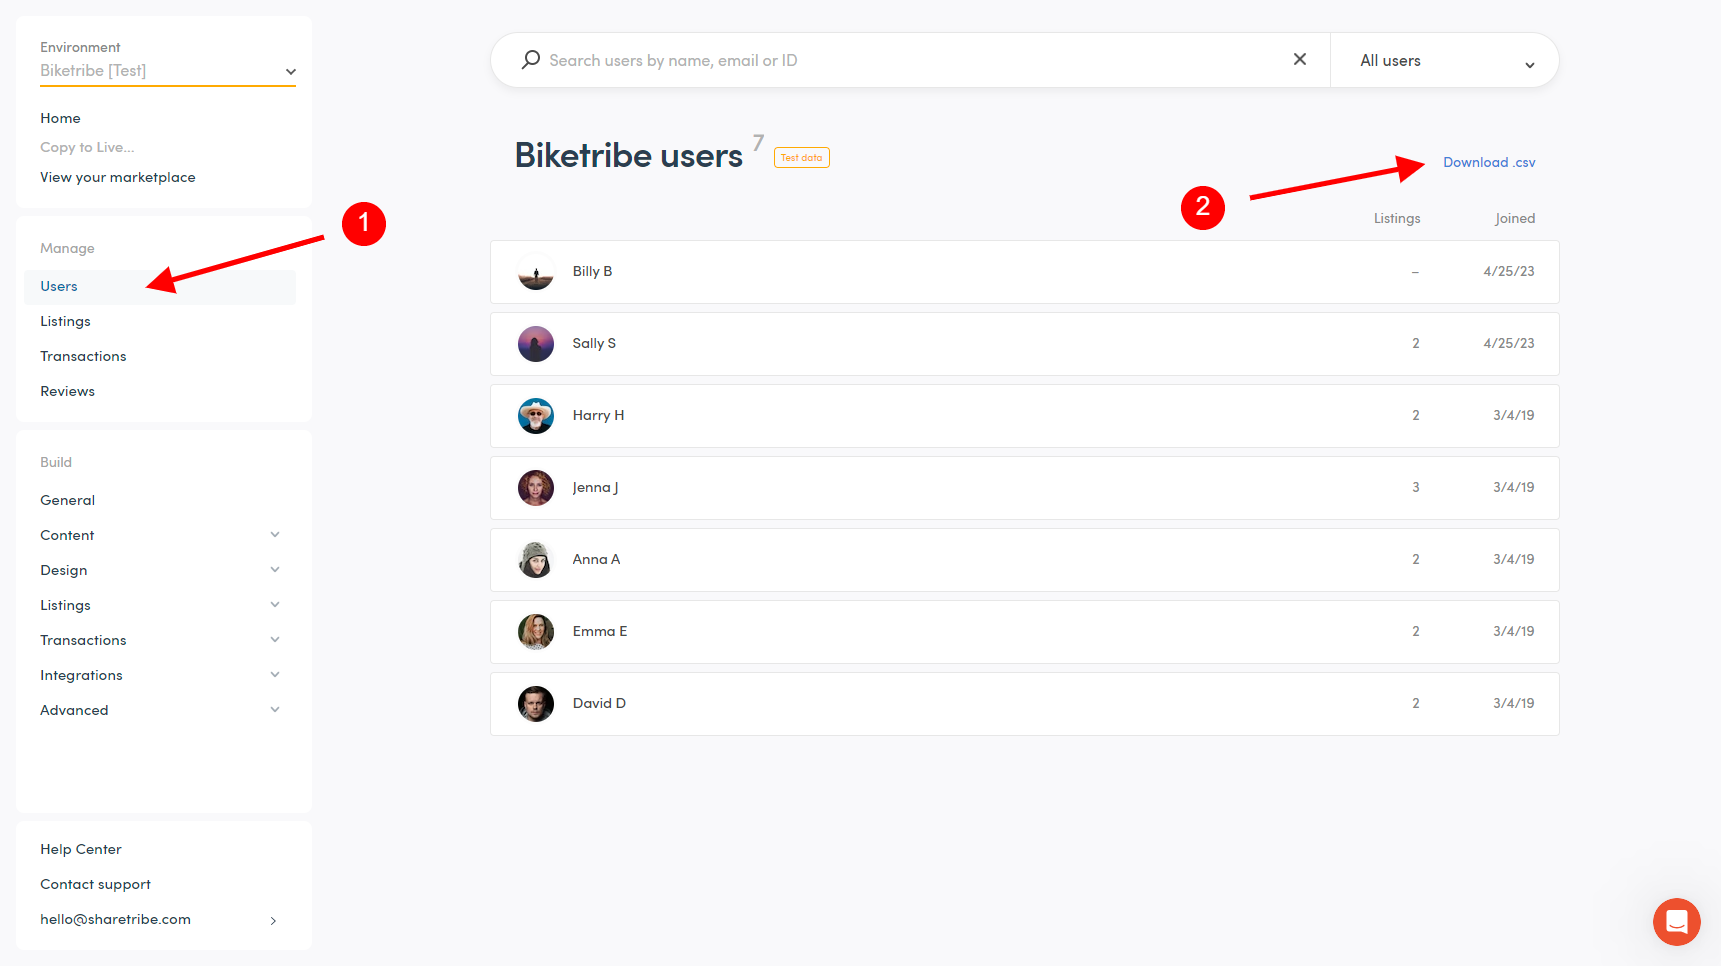 Environment
Biketribe [Test]
Home
Copy to Live...
View your marketplace
Manage
Users
Listings
Transactions
Reviews
Build
General
Content
Design
Listings
Transactions
Integrations
Advanced
Help Center
Contact support
hello@sharetribe.com
1
Search users by name, email or ID
All users
Biketribe users 7 Test data
Download .csv
2
Listings Joined
Billy B – 4/25/23
Sally S 2 4/25/23
Harry H 2 3/4/19
Jenna J 3 3/4/19
Anna A 2 3/4/19
Emma E 2 3/4/19
David D 2 3/4/19